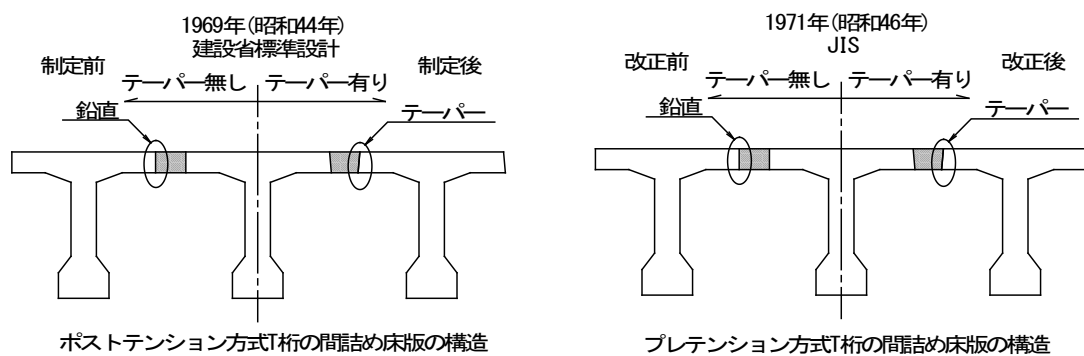 1969年(昭和44年)
建設省標準設計
制定前
制定後
テーパー無し
テーパー有り
鉛直
テーパー
ポストテンション方式T桁の間詰め床版の構造
1971年(昭和46年)
JIS
改正前
改正後
テーパー無し
テーパー有り
鉛直
テーパー
プレテンション方式T桁の間詰め床版の構造